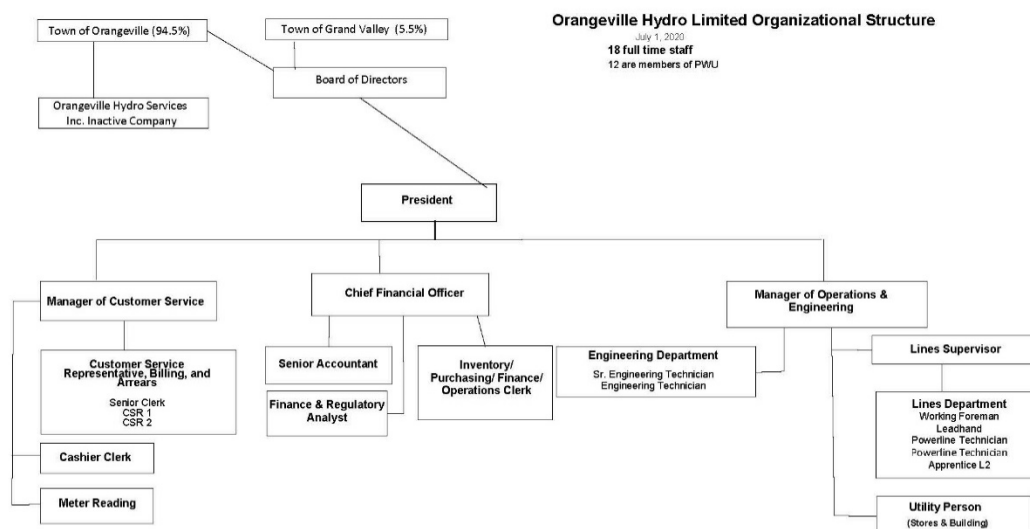 Orangeville Hydro Limited Organizational Structure
July 1, 2020
18 full time staff
12 are members of PWU
Town of Orangeville (94.5%)
Town of Grand Valley (5.5%)
Board of Directors
Orangeville Hydro Services
Inc. Inactive Company
President
Manager of Customer Service
Chief Financial Officer
Manager of Operations &
Engineering
Customer Service
Representative, Billing, and
Arrears
Senior Clerk
CSR 1
CSR 2
Cashier Clerk
Meter Reading
Senior Accountant
Finance & Regulatory
Analyst
Inventory/
Purchasing/ Finance/
Operations Clerk
Engineering Department
Sr. Engineering Technician
Engineering Technician
Lines Supervisor
Lines Department
Working Foreman
Leadhand
Powerline Technician
Powerline Technician
Apprentice L2
Utility Person
(Stores & Building)